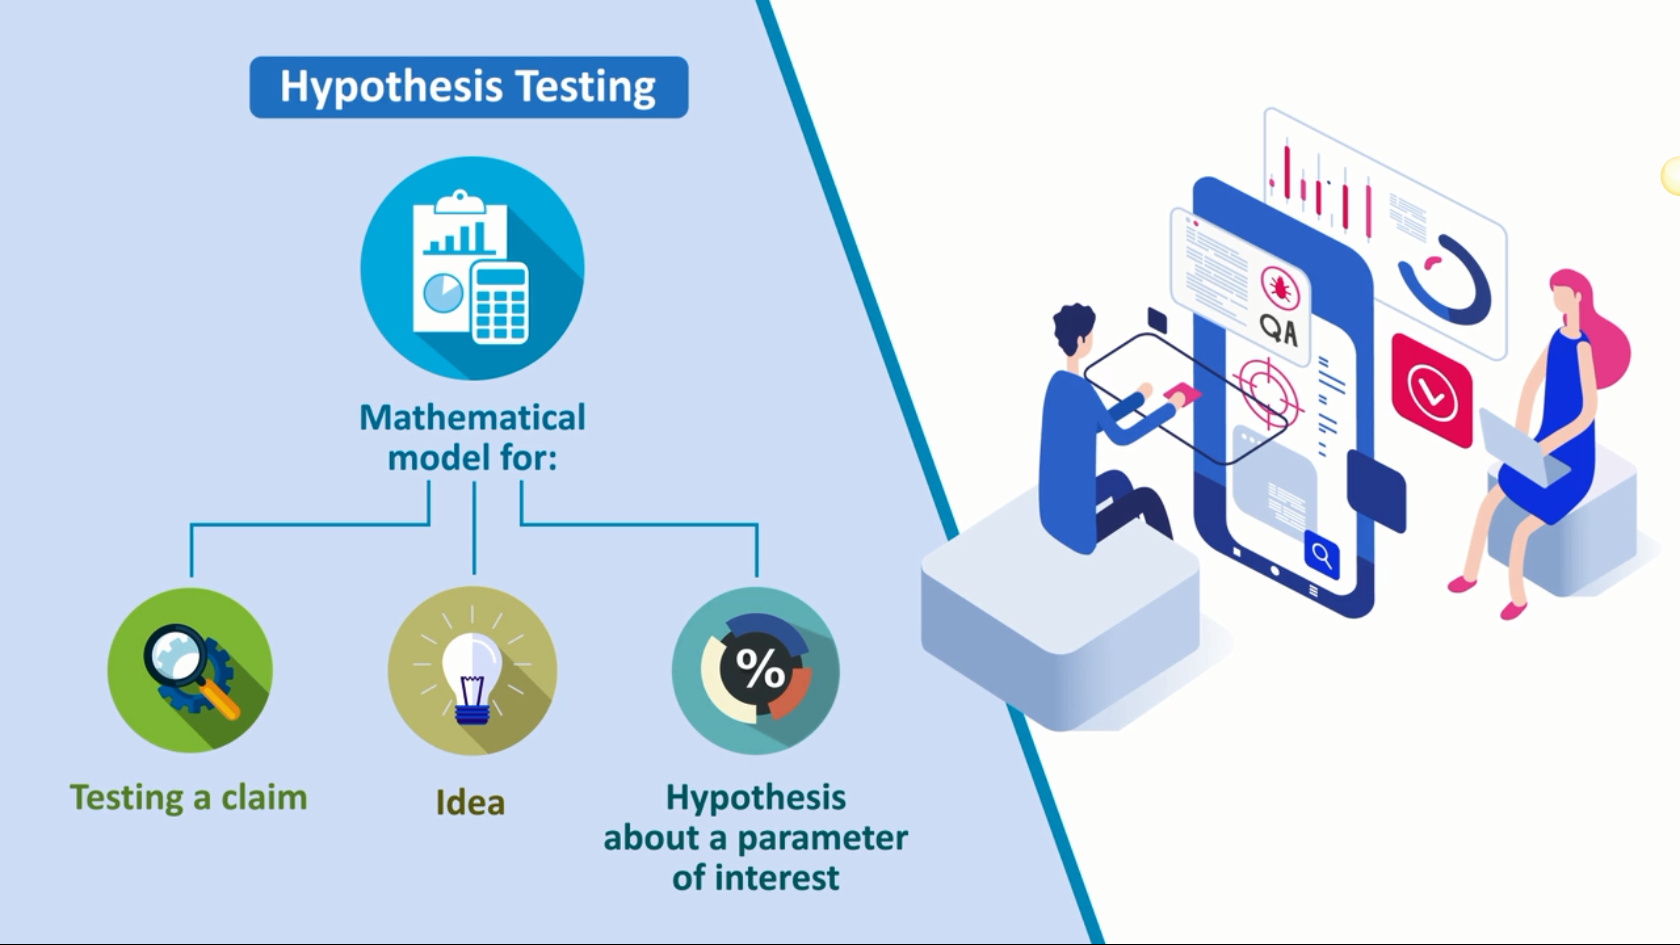 Hypothesis Testing
Mathematical
model for:
Testing a claim
Idea
%
Hypothesis
about a parameter
of interest
QA